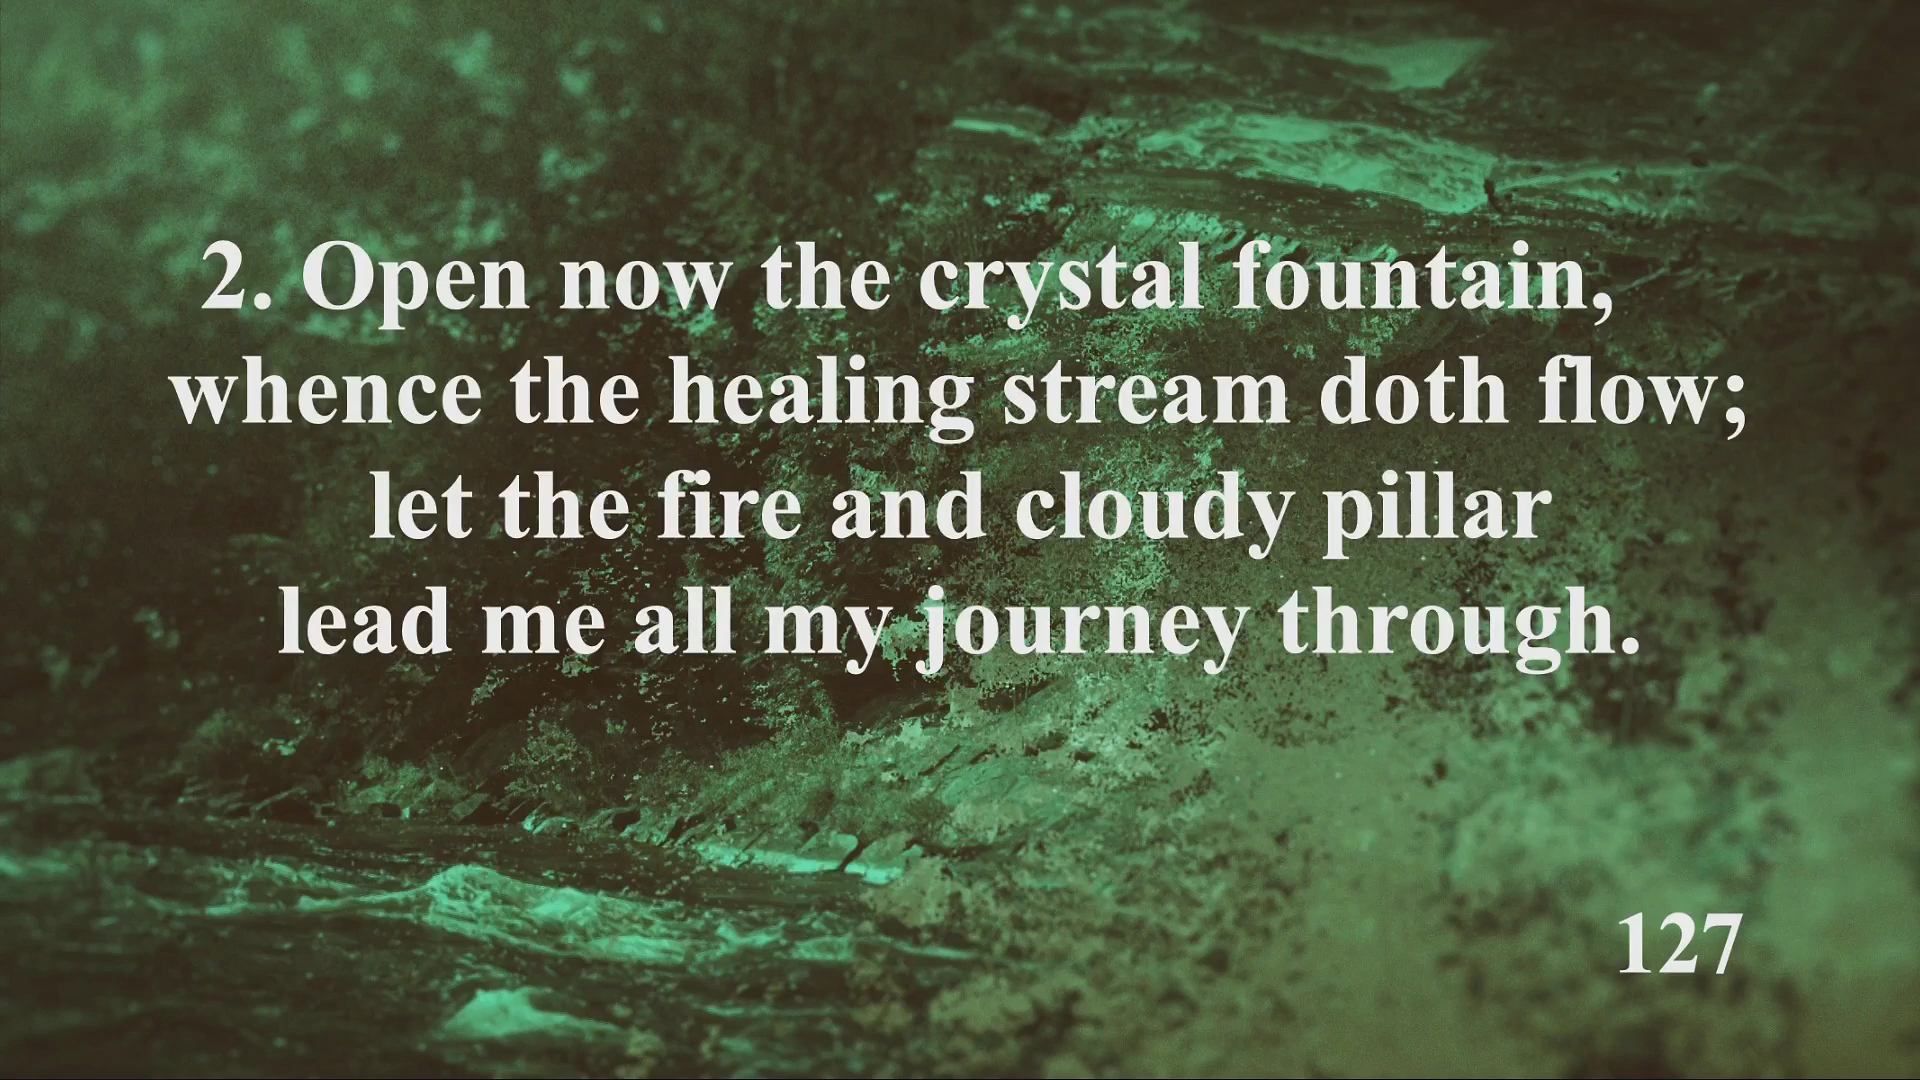 2. Open now the crystal fountain,
whence the healing stream doth flow;
let the fire and cloudy pillar
lead me all my journey through.
127